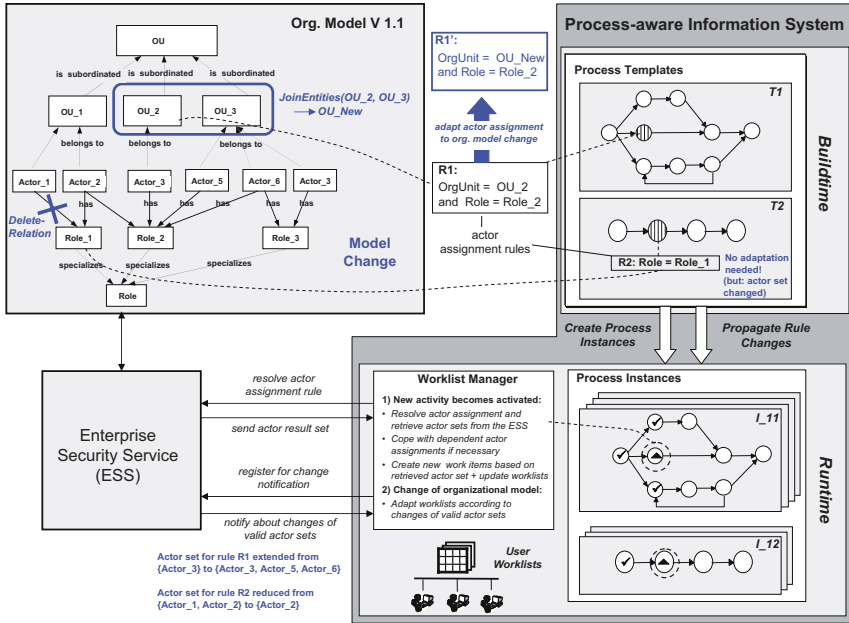 Org. Model V 1.1
OU
is subordinated
is subordinated
is subordinated
OU_1
OU_2
OU_3
JoinEntities(OU_2, OU_3)
OU_New
belongs to
belongs to
belongs to
Actor_1
Actor_2
Actor_3
Actor_5
Actor_6
Actor_3
has
has
has
has
has
Delete-
Relation
Role_1
Role_2
Role_3
Model
Change
specializes
specializes
specializes
Role
R1':
OrgUnit = OU_New
and Role = Role_2
adapt actor assignment
to org. model change
R1:
OrgUnit = OU_2
and Role = Role_2
actor
assignment rules
Process-aware Information System
Process Templates
T1
T2
R2: Role = Role_1
No adaptation
needed!
(but: actor set
changed)
Buildtime
Create Process
Instances
Propagate Rule
Changes
Enterprise
Security Service
(ESS)
resolve actor
assignment rule
send actor result set
register for change
notification
notify about changes of
valid actor sets
Actor set for rule R1 extended from
{Actor_3} to {Actor_3, Actor_5, Actor_6}
Actor set for rule R2 reduced from
{Actor_1, Actor_2} to {Actor_2}
Worklist Manager
1) New activity becomes activated:
• Resolve actor assignment and
retrieve actor sets from the ESS
• Cope with dependent actor
assignments if necessary
• Create new work items based on
retrieved actor set + update worklists
2) Change of organizational model:
• Adapt worklists according to
changes of valid actor sets
User
Worklists
Process Instances
I_11
I_12
Runtime